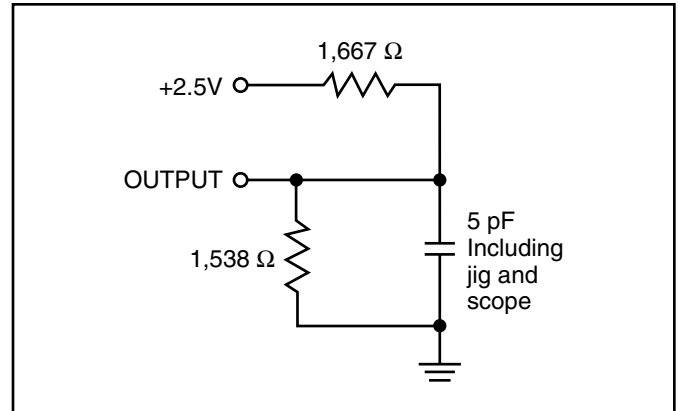 1,667 Ω
+2.5V
OUTPUT
1,538 Ω
5 pF
Including
jig and
scope